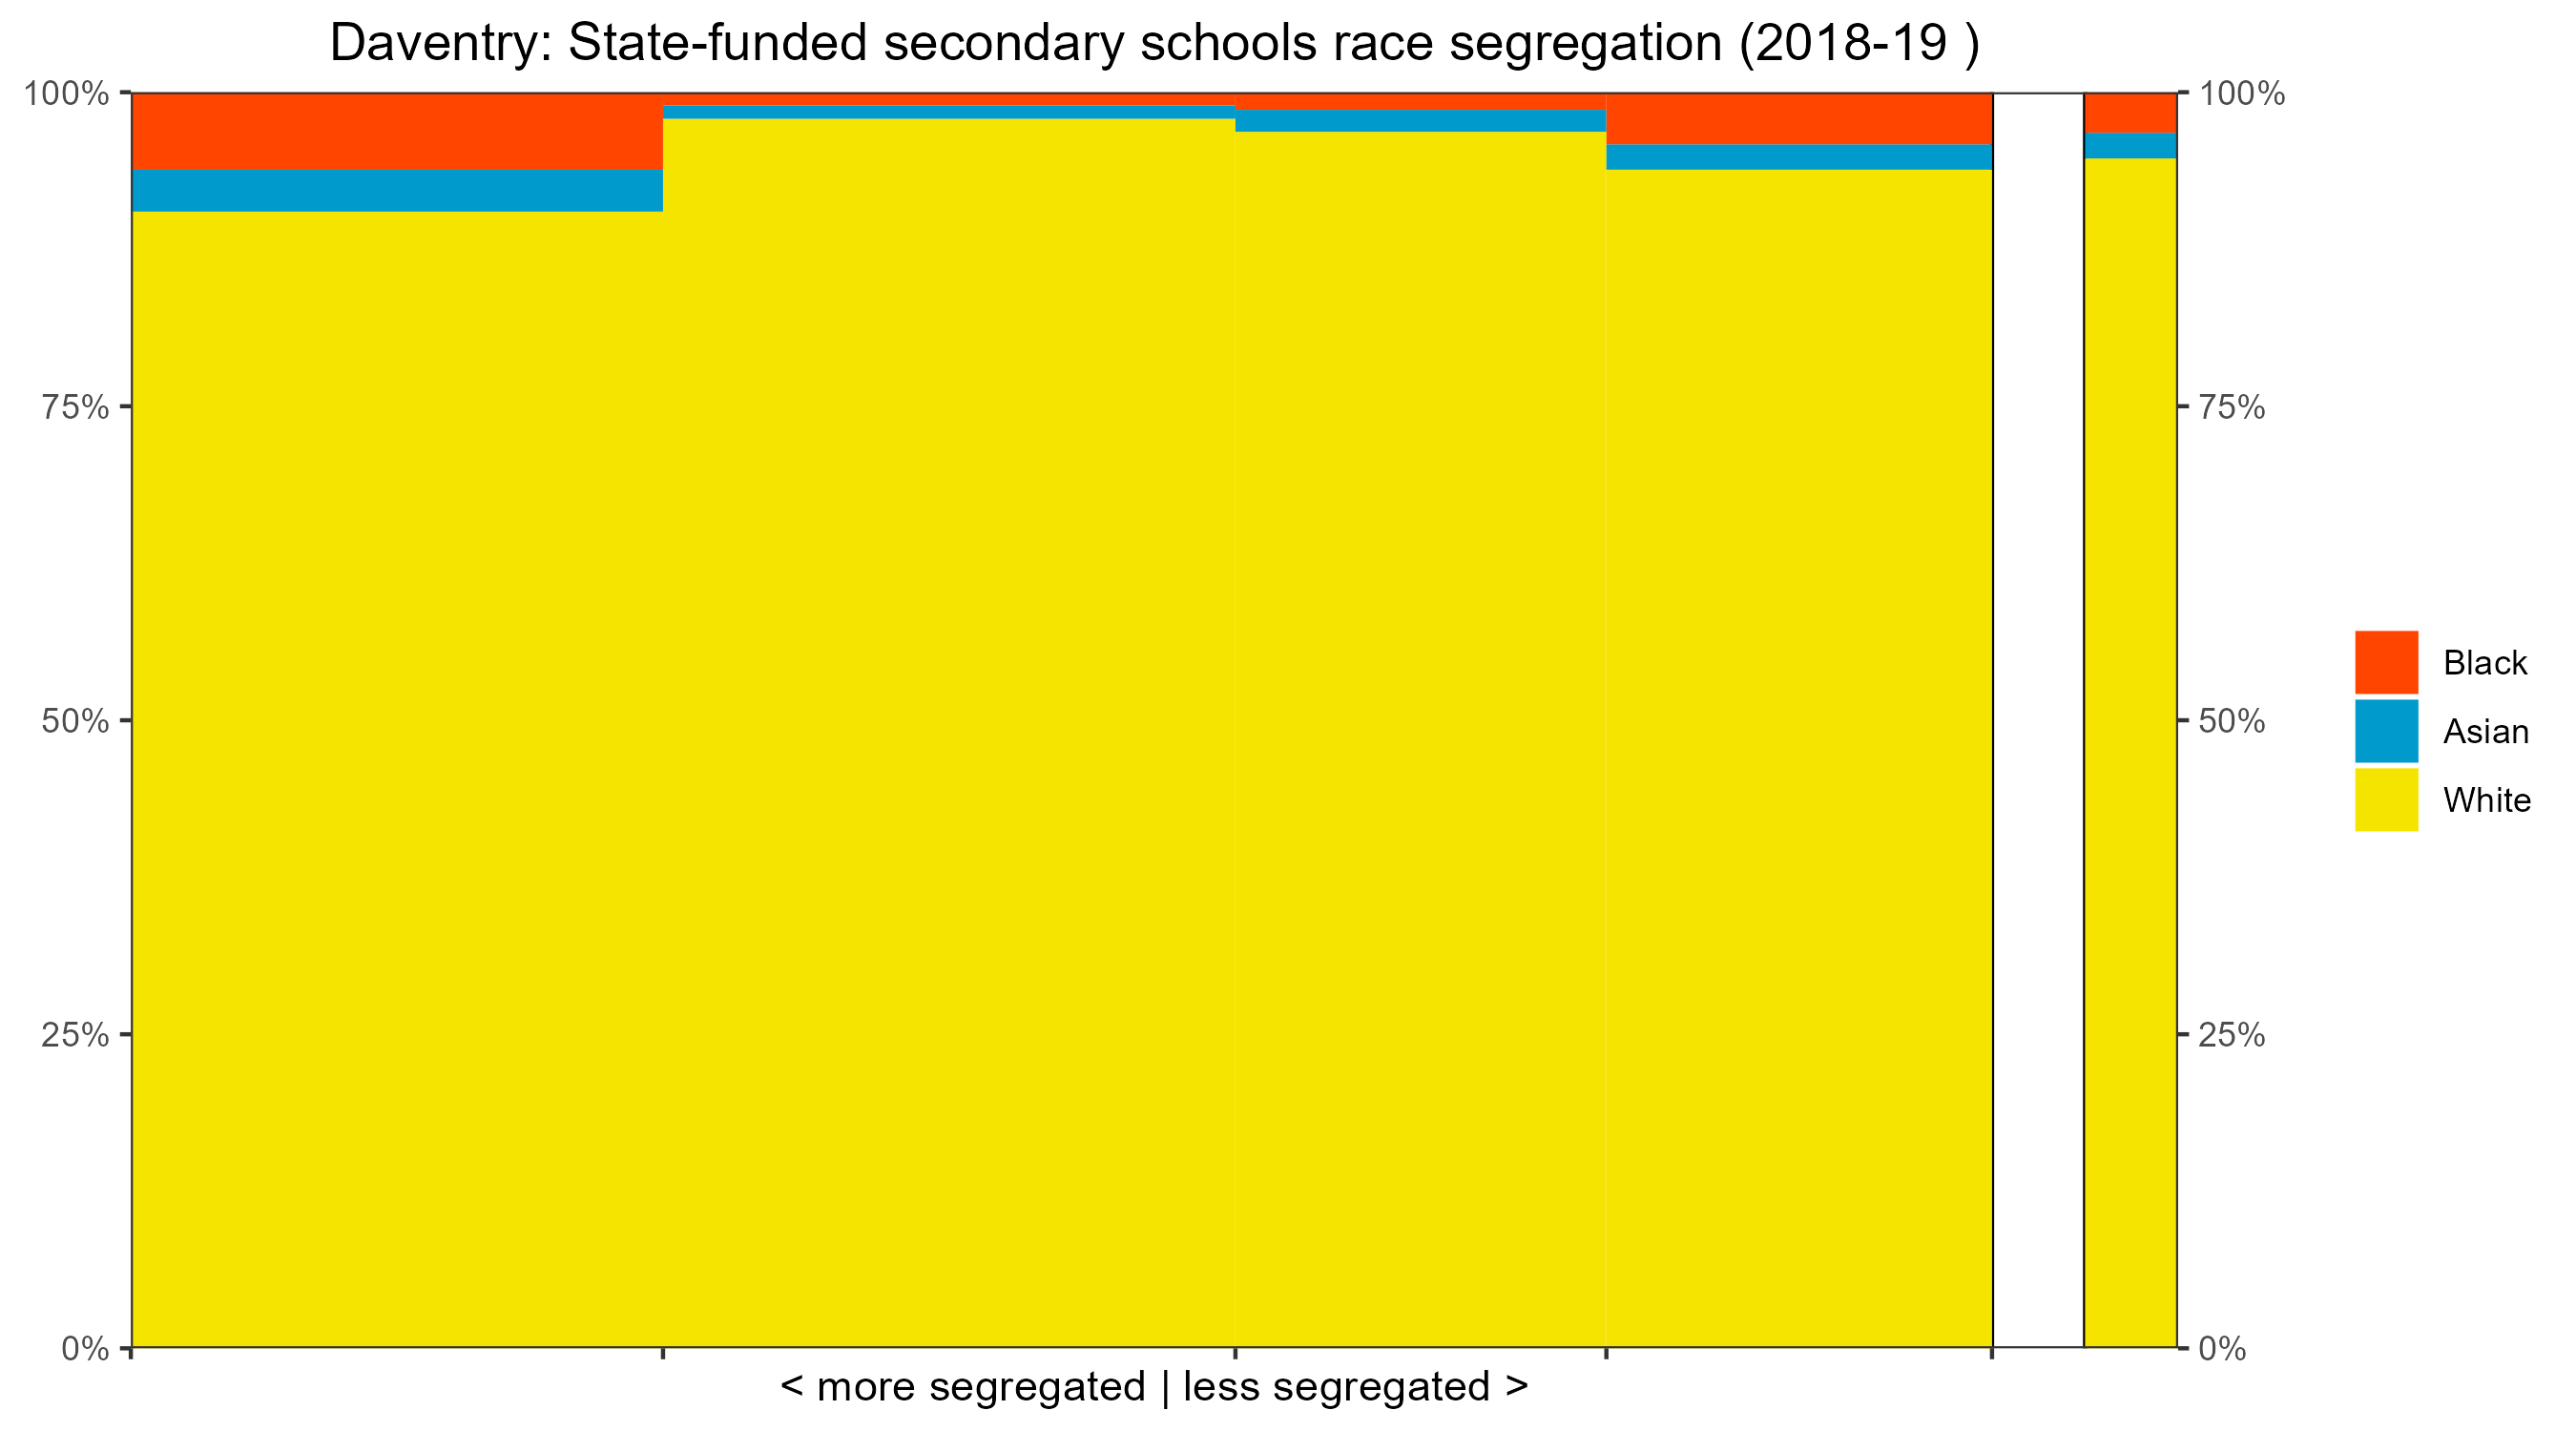 Daventry: State-funded secondary schools race segregation (2018-19 )
100%
75%
50%
25%
0%
100%
75%
50%
25%
0%
Black
Asian
White
< more segregated | less segregated >